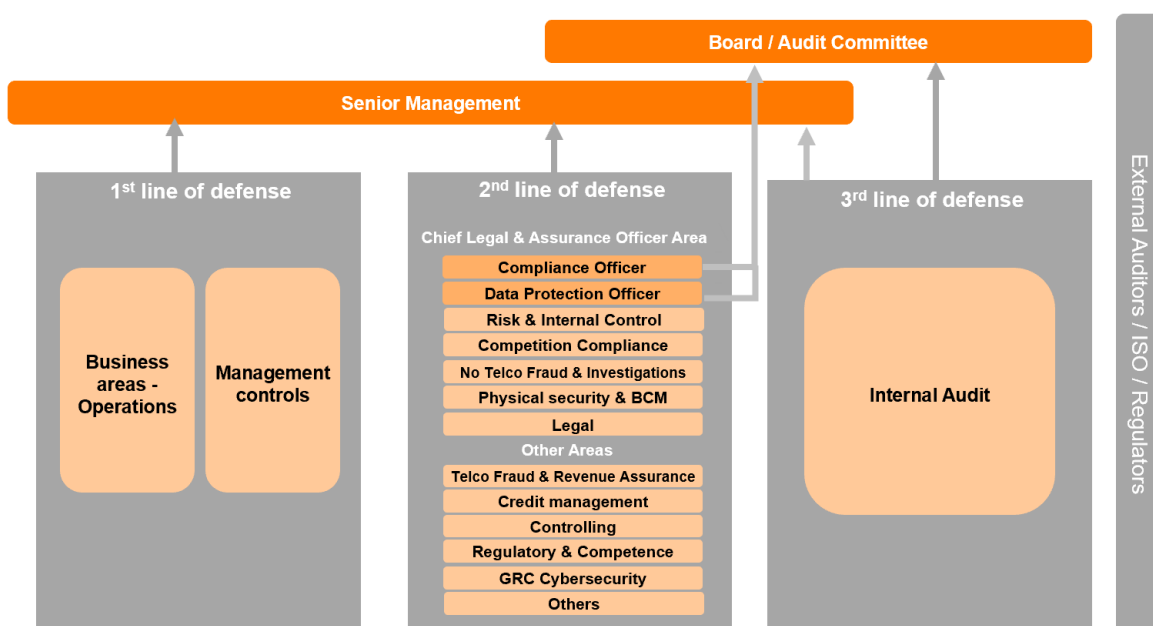 Board / Audit Committee
Senior Management
1st line of defense
Business
areas -
Operations
Management
controls
2nd line of defense
Chief Legal & Assurance Officer Area
Compliance Officer
Data Protection Officer
Risk & Internal Control
Competition Compliance
No Telco Fraud & Investigations
Physical security & BCM
Legal
Other Areas
Telco Fraud & Revenue Assurance
Credit management
Controlling
Regulatory & Competence
GRC Cybersecurity
Others
3rd line of defense
Internal Audit
External Auditors / ISO / Regulators